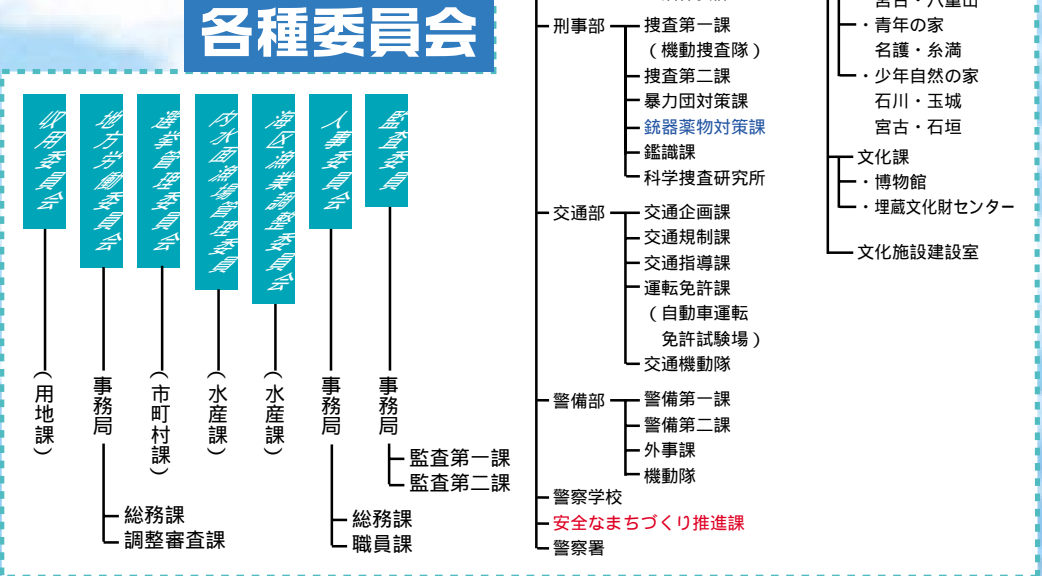 各種委員会
収用委員会
(用地課)
地方労働委員会
事務局
総務課
調整審査課
選挙管理委員会
(市町村課)
内水面漁場管理委員
(水産課)
海区漁業調整委員会
(水産課)
人事委員会
事務局
総務課
職員課
監査委員
事務局
監査第一課
監査第二課
刑事部
捜査第一課
(機動捜査隊)
捜査第二課
暴力団対策課
銃器薬物対策課
鑑識課
科学捜査研究所
交通部
交通企画課
交通規制課
交通指導課
運転免許課
(自動車運転
免許試験場)
交通機動隊
警備部
警備第一課
警備第二課
外事課
機動隊
警察学校
安全なまちづくり推進課
警察署
宮古・八重山
・青年の家
名護・糸満
・少年自然の家
石川・玉城
宮古・石垣
文化課
・博物館
・埋蔵文化財センター
文化施設建設室